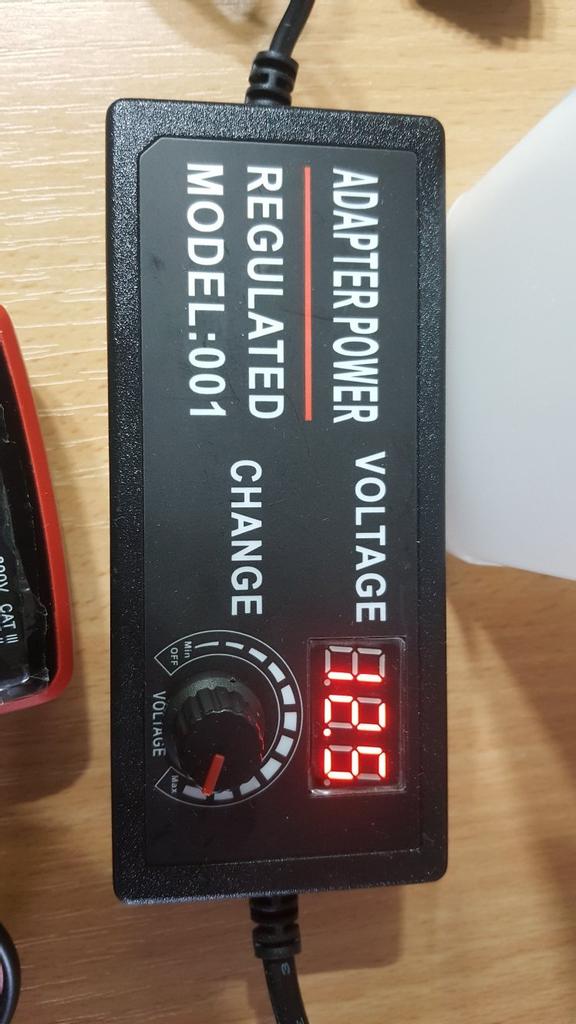 ADAPTER POWER
REGULATED
MODEL:001
VOLTAGE
CHANGE
Min
OFF
VOLTAGE
Max
CAT III